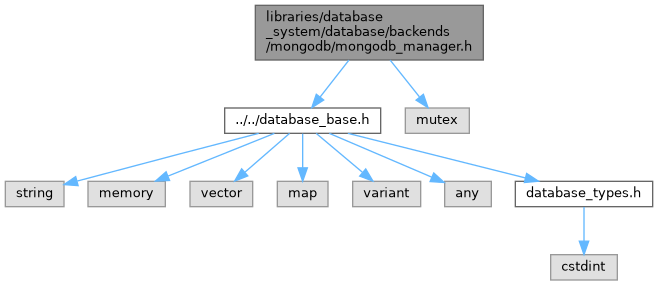 libraries/database
_system/database/backends
/mongodb/mongodb_manager.h
../../database_base.h
mutex
string
memory
vector
map
variant
any
database_types.h
cstdint